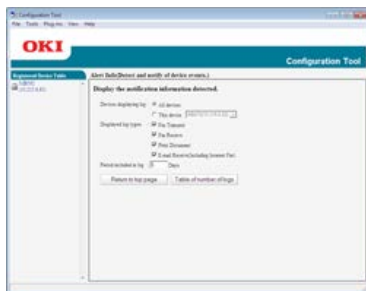 Configuration Tool
File Tools Plug-ins View Help
OKI
Configuration Tool
Registered Device Table
Alert Info(Detect and notify of device events.)
Display the notification information detected.
Devices displaying log
All devices
This device
Displayed log types
Fax Transmit
Fax Receive
Print Document
E-mail Receive(including Internet Fax)
Period included in log
Days
Return to top page
Table of number of logs